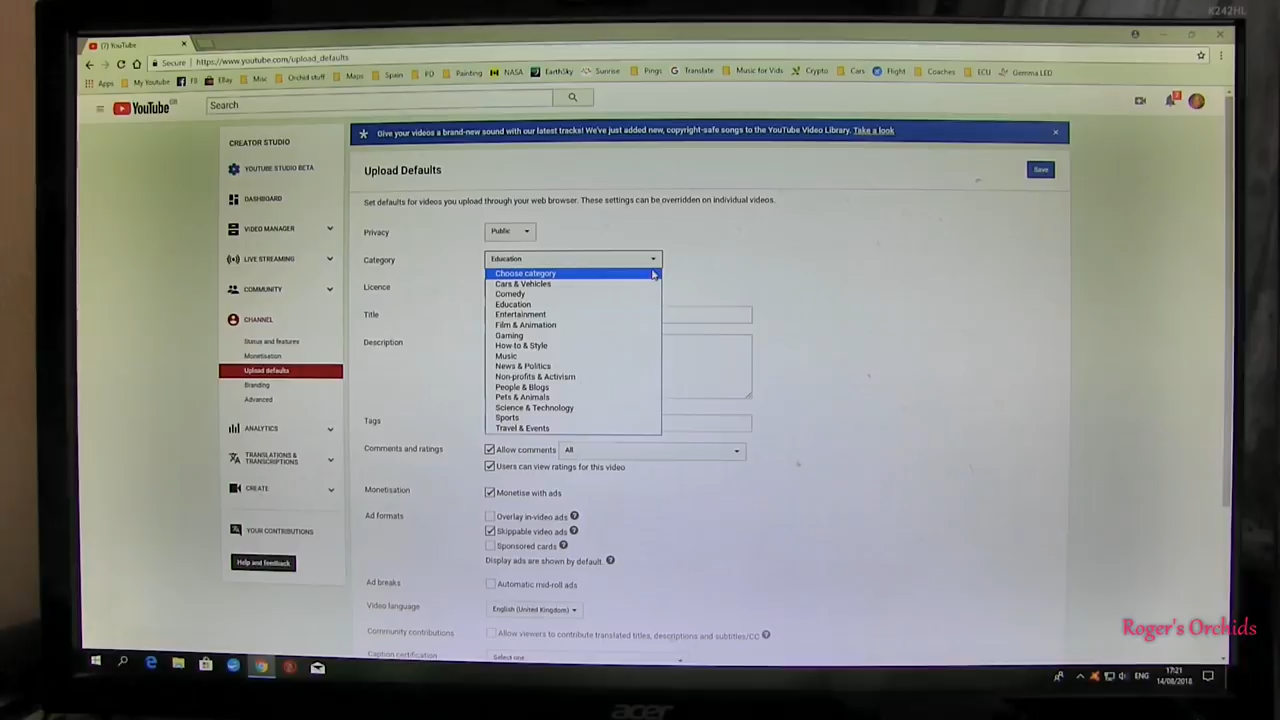 K242HL
(7) YouTube
Secure https://www.youtube.com/upload_defaults
Apps My Youtube FB EBay Misc Orchid stuff Maps Spain FO Painting NASA EarthSky Sunrise Pings Translate Music for Vids Crypto Cars Flight Coaches ECU Gemma LED
YouTube GB
Search
2
CREATOR STUDIO
YOUTUBE STUDIO BETA
DASHBOARD
VIDEO MANAGER
LIVE STREAMING
COMMUNITY
CHANNEL
Status and features
Monetisation
Upload defaults
Branding
Advanced
ANALYTICS
TRANSLATIONS &
TRANSCRIPTIONS
CREATE
YOUR CONTRIBUTIONS
Help and feedback
Give your videos a brand-new sound with our latest tracks! We've just added new, copyright-safe songs to the YouTube Video Library. Take a look
Upload Defaults
Save
Set defaults for videos you upload through your web browser. These settings can be overridden on individual videos.
Privacy Public
Category Education
Choose category
Cars & Vehicles
Comedy
Education
Entertainment
Film & Animation
Gaming
How-to & Style
Music
News & Politics
Non-profits & Activism
People & Blogs
Pets & Animals
Science & Technology
Sports
Travel & Events
Licence
Title
Description
Tags
Comments and ratings Allow comments All
Users can view ratings for this video
Monetisation Monetise with ads
Ad formats Overlay in-video ads
Skippable video ads
Sponsored cards
Display ads are shown by default.
Ad breaks Automatic mid-roll ads
Video language English (United Kingdom)
Community contributions Allow viewers to contribute translated titles, descriptions and subtitles/CC
Caption certification Select one
Roger's Orchids
ENG
17:21
14/08/2018
acer